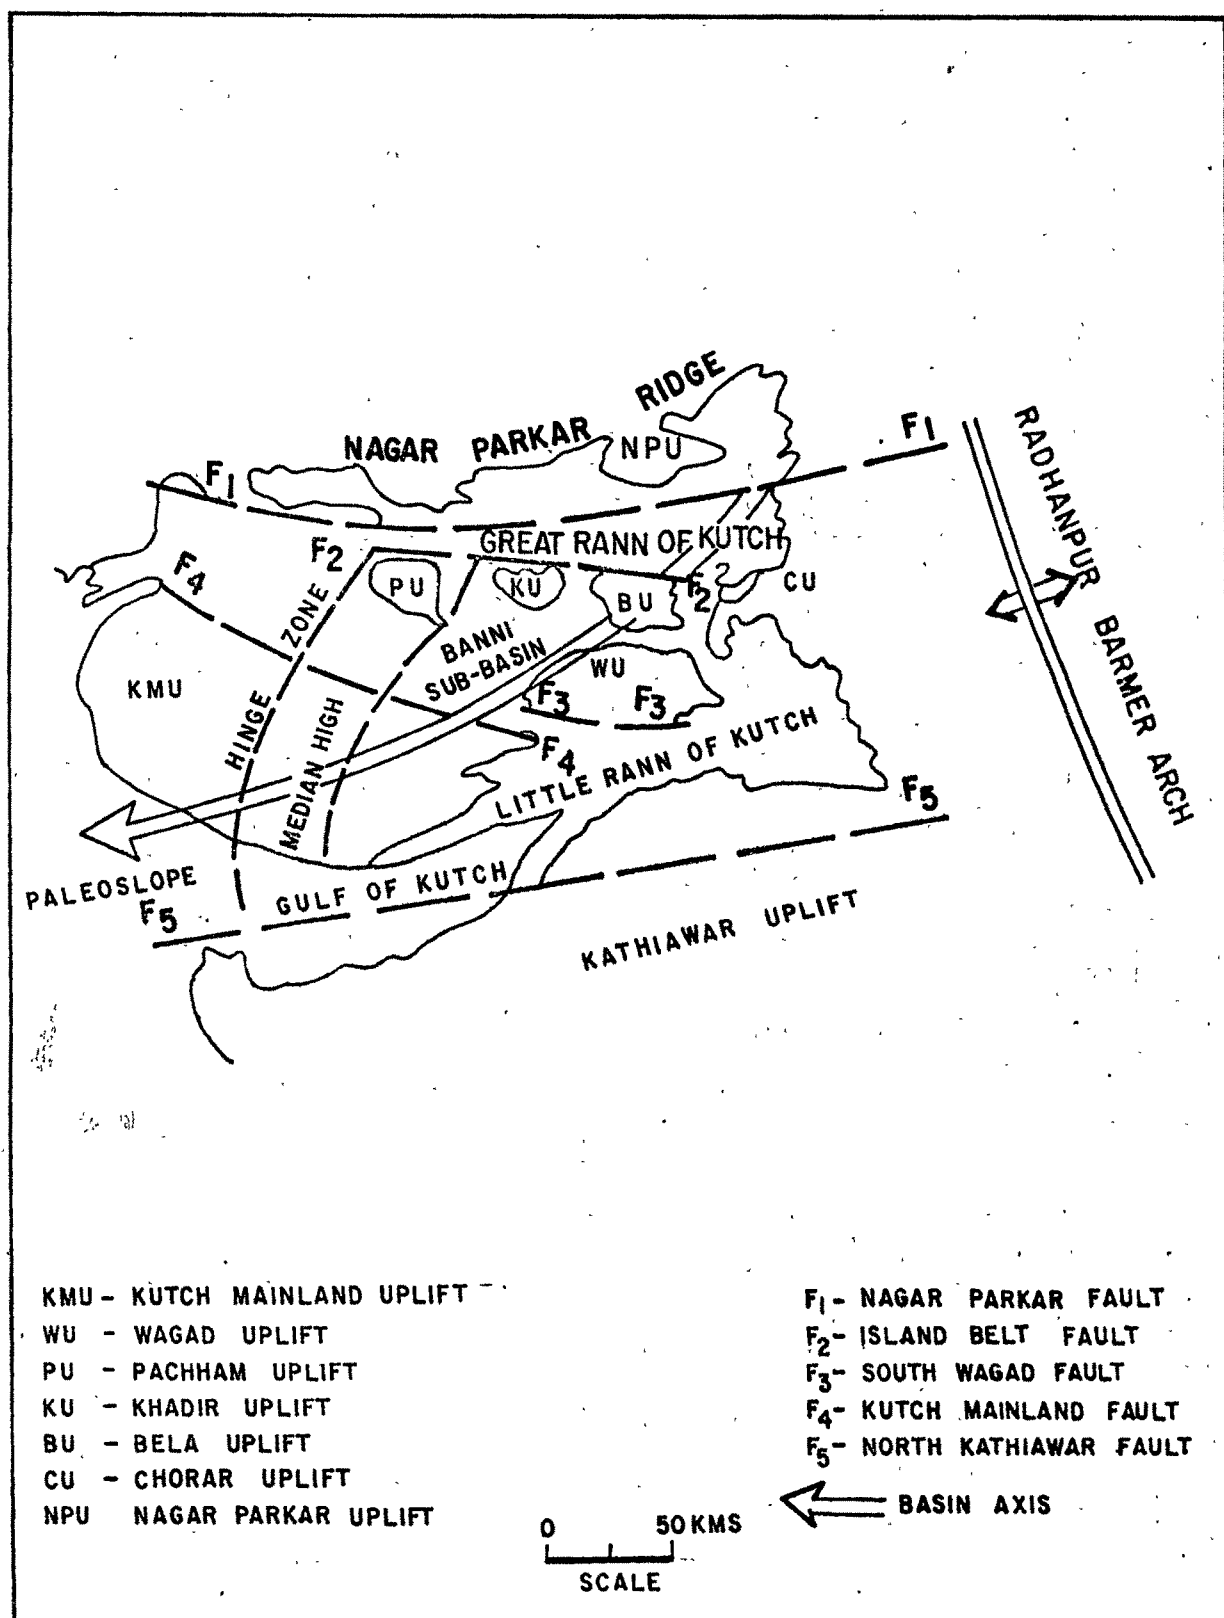 NAGAR PARKAR RIDGE
NPU
F1
F1
RADHANPUR BARMER ARCH
GREAT RANN OF KUTCH
F2
F2
F4
PU
KU
BU
CU
HINGE ZONE
BANNI
SUB-BASIN
WU
KMU
F3
F3
MEDIAN HIGH
F4
LITTLE RANN OF KUTCH
F5
PALEOSLOPE
F5
GULF OF KUTCH
KATHIAWAR UPLIFT
KMU – KUTCH MAINLAND UPLIFT
WU – WAGAD UPLIFT
PU – PACHHAM UPLIFT
KU – KHADIR UPLIFT
BU – BELA UPLIFT
CU – CHORAR UPLIFT
NPU NAGAR PARKAR UPLIFT
F1– NAGAR PARKAR FAULT
F2– ISLAND BELT FAULT
F3– SOUTH WAGAD FAULT
F4– KUTCH MAINLAND FAULT
F5– NORTH KATHIAWAR FAULT
BASIN AXIS
0 50 KMS
SCALE